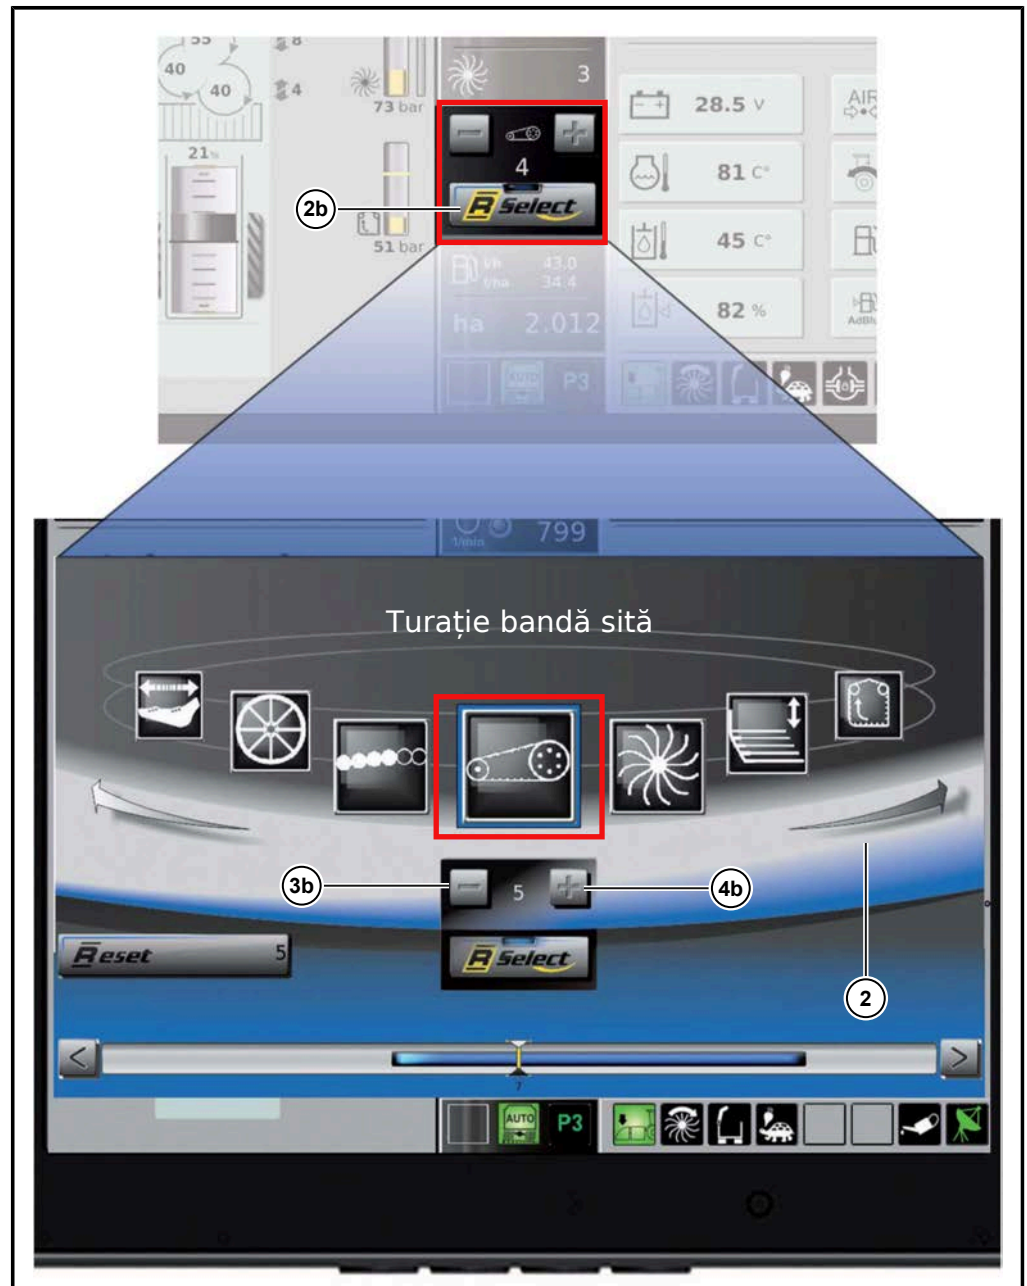 55
8
40
40
4
3
73 bar
28.5 V
AIR
21%
4
81 C°
2b
R Select
51 bar
45 C°
l/h 43.0
l/ha 34.4
ha 2.012
82 %
AUTO
P3
799
1/min
Turație bandă sită
3b
5
4b
Reset 5
R Select
2
<
>
7
AUTO
P3